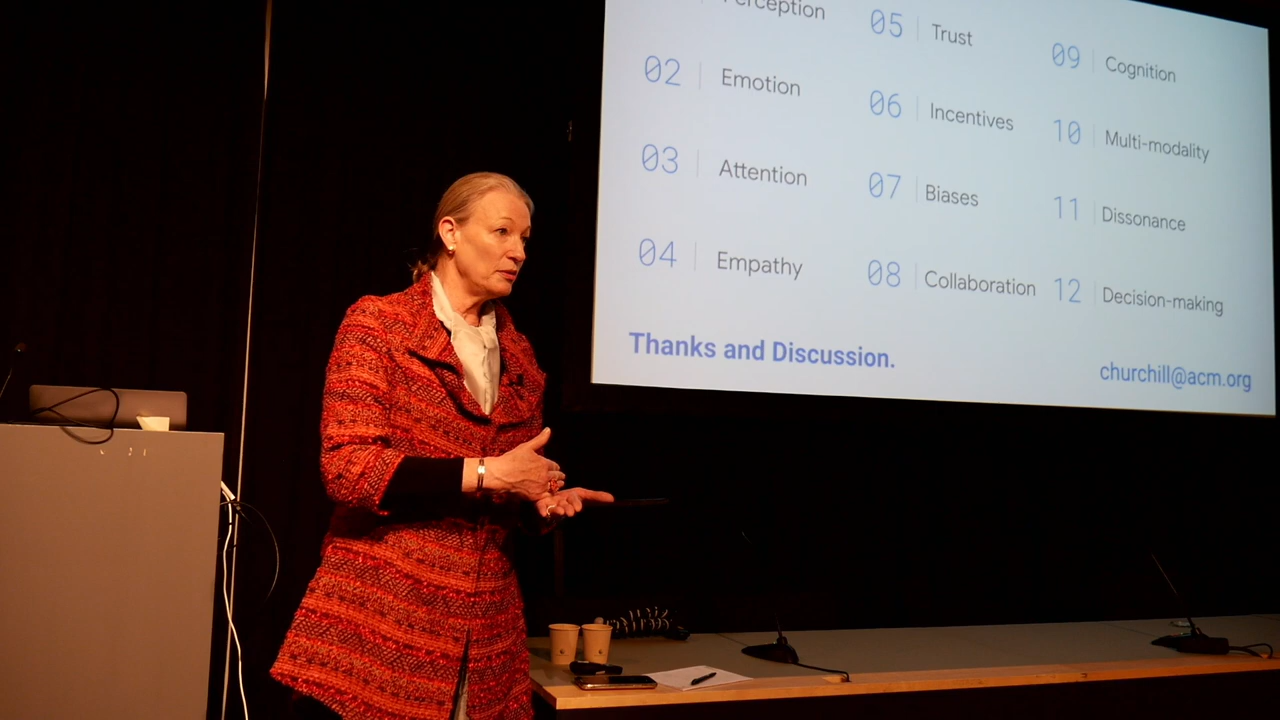 Perception
02 Emotion
03 Attention
04 Empathy
05 Trust
06 Incentives
07 Biases
08 Collaboration
09 Cognition
10 Multi-modality
11 Dissonance
12 Decision-making
Thanks and Discussion.
churchill@acm.org